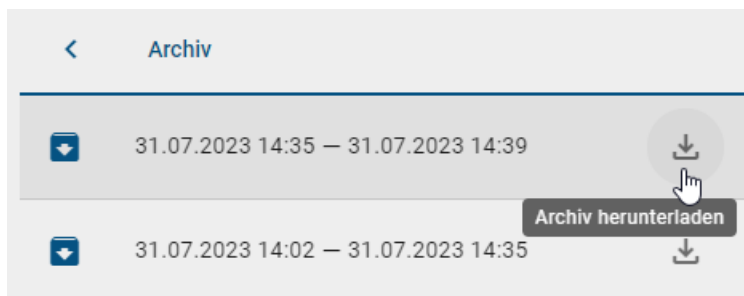 Archiv
31.07.2023 14:35 — 31.07.2023 14:39
Archiv herunterladen
31.07.2023 14:02 — 31.07.2023 14:35